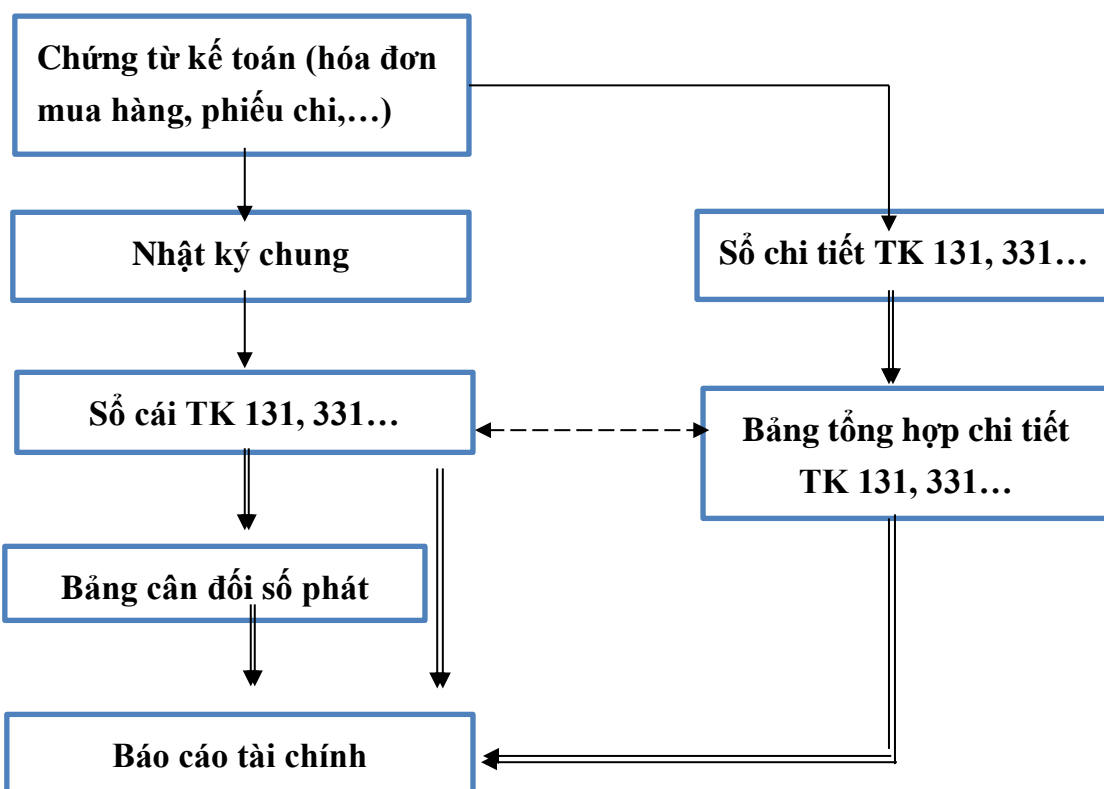 Chứng từ kế toán (hóa đơn
mua hàng, phiếu chi,…)
Nhật ký chung
Sổ chi tiết TK 131, 331…
Sổ cái TK 131, 331…
Bảng tổng hợp chi tiết
TK 131, 331…
Bảng cân đối số phát
Báo cáo tài chính